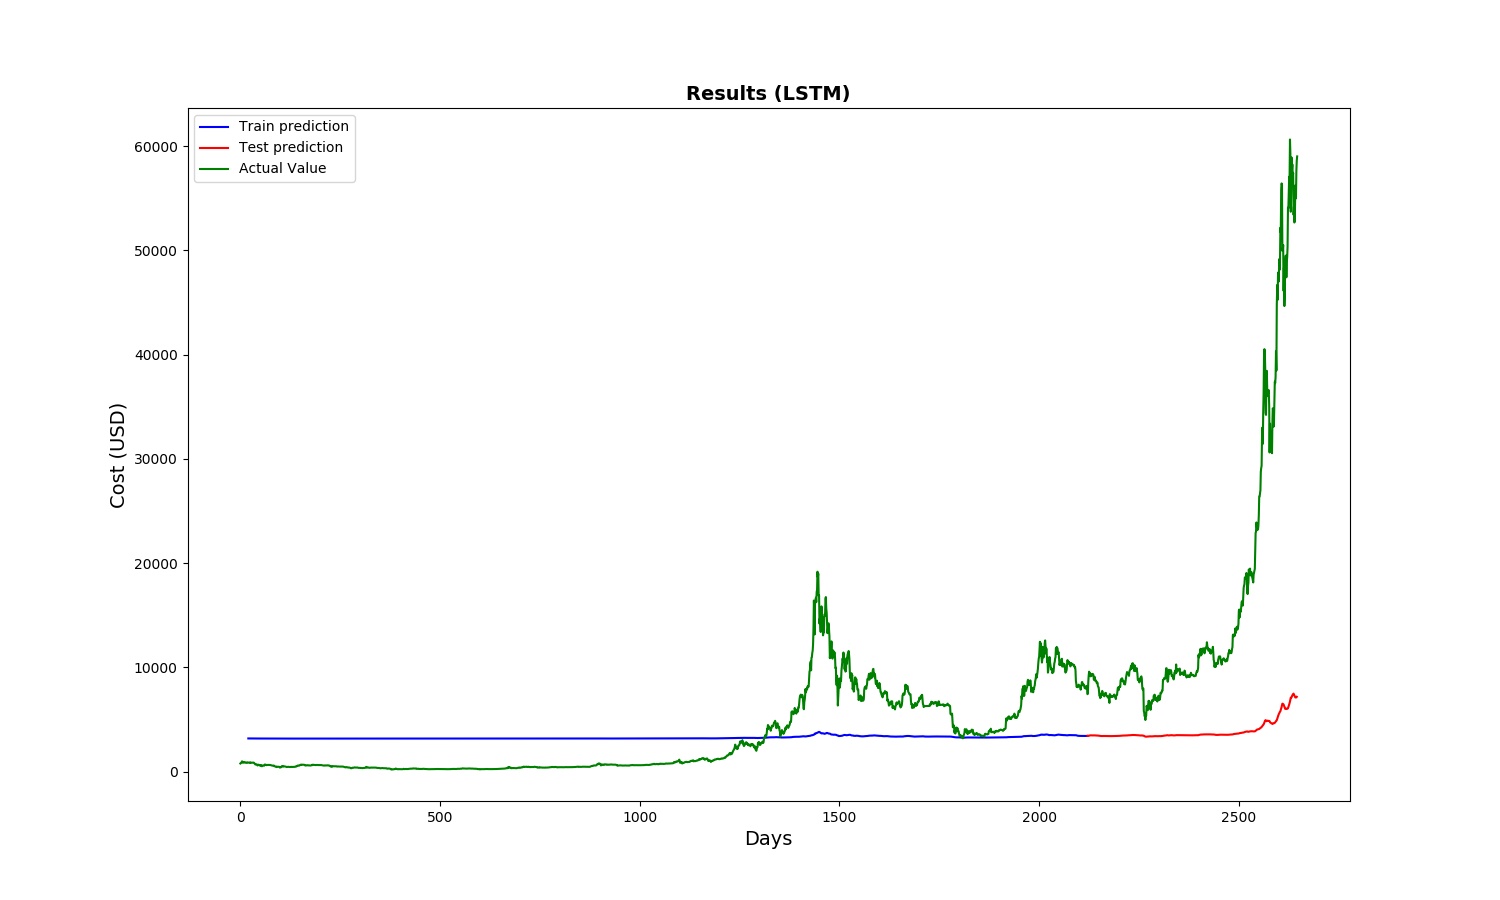 Results (LSTM)
Train prediction
Test prediction
Actual Value
60000
50000
40000
30000
20000
10000
0
Cost (USD)
0 500 1000 1500 2000 2500
Days